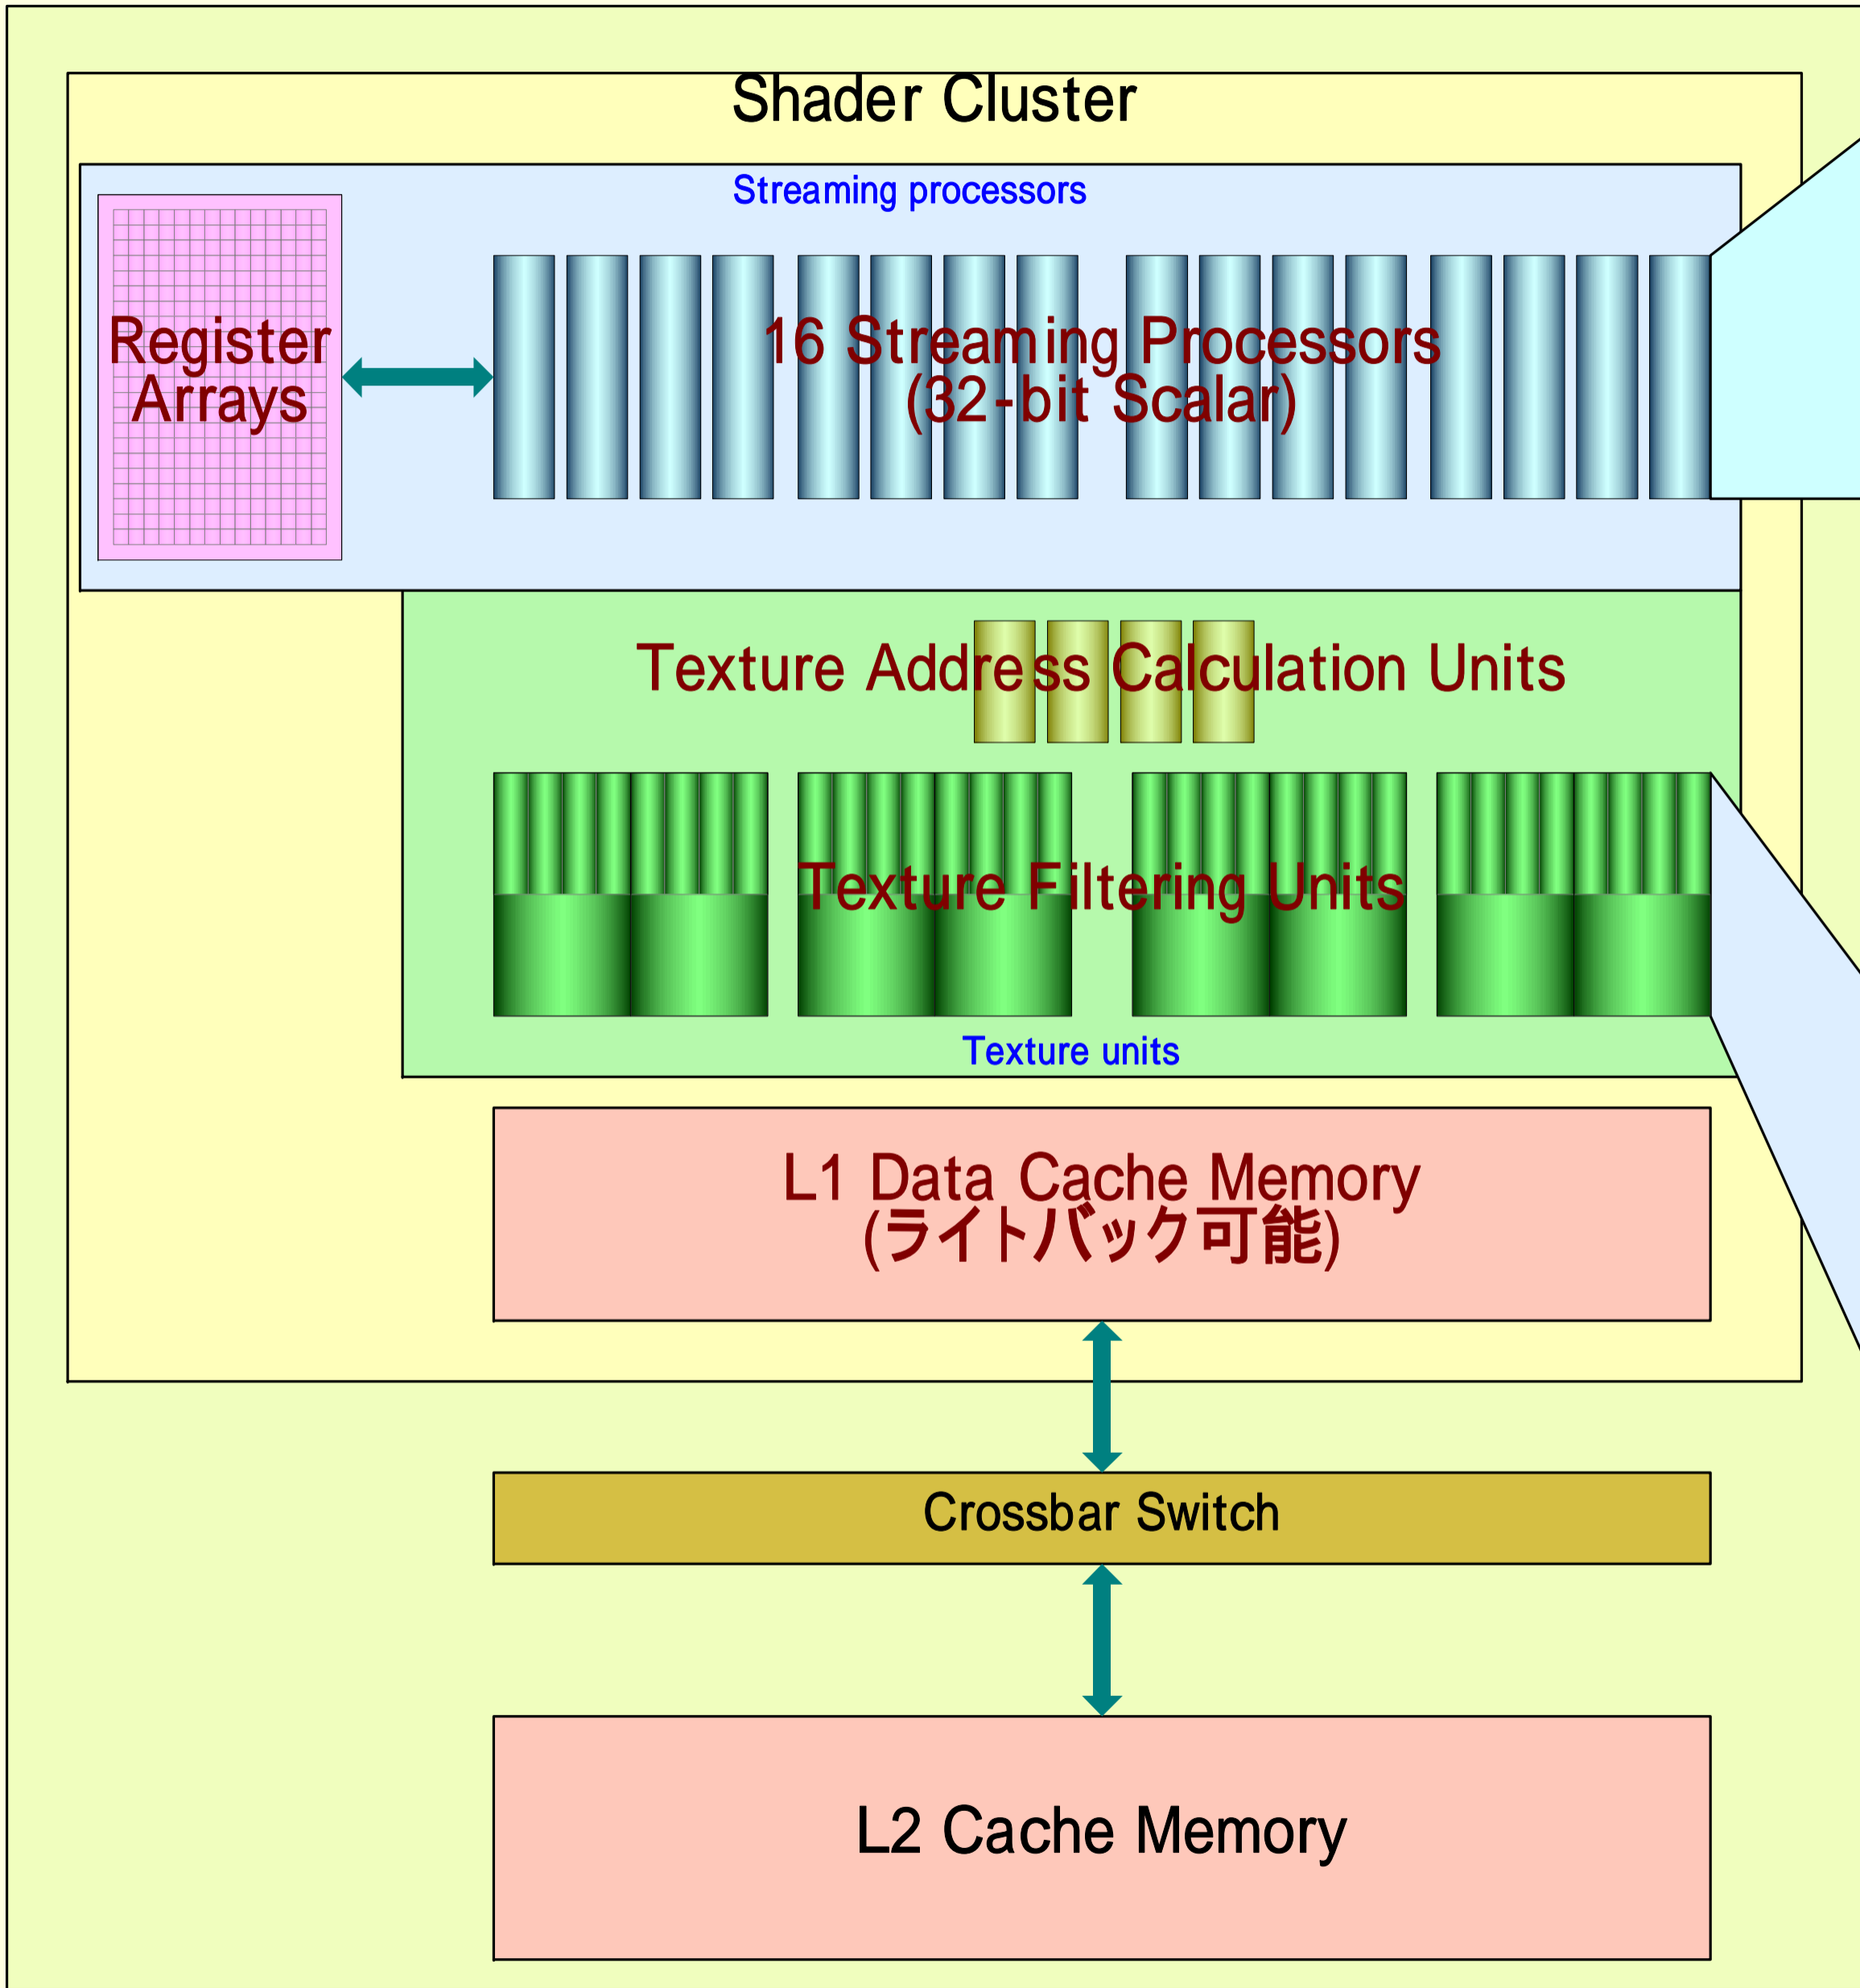 Shader Cluster
Streaming processors
Register
Arrays
16 Streaming Processors
(32-bit Scalar)
Texture Address Calculation Units
Texture Filtering Units
Texture units
L1 Data Cache Memory
(ライトバック可能)
Crossbar Switch
L2 Cache Memory